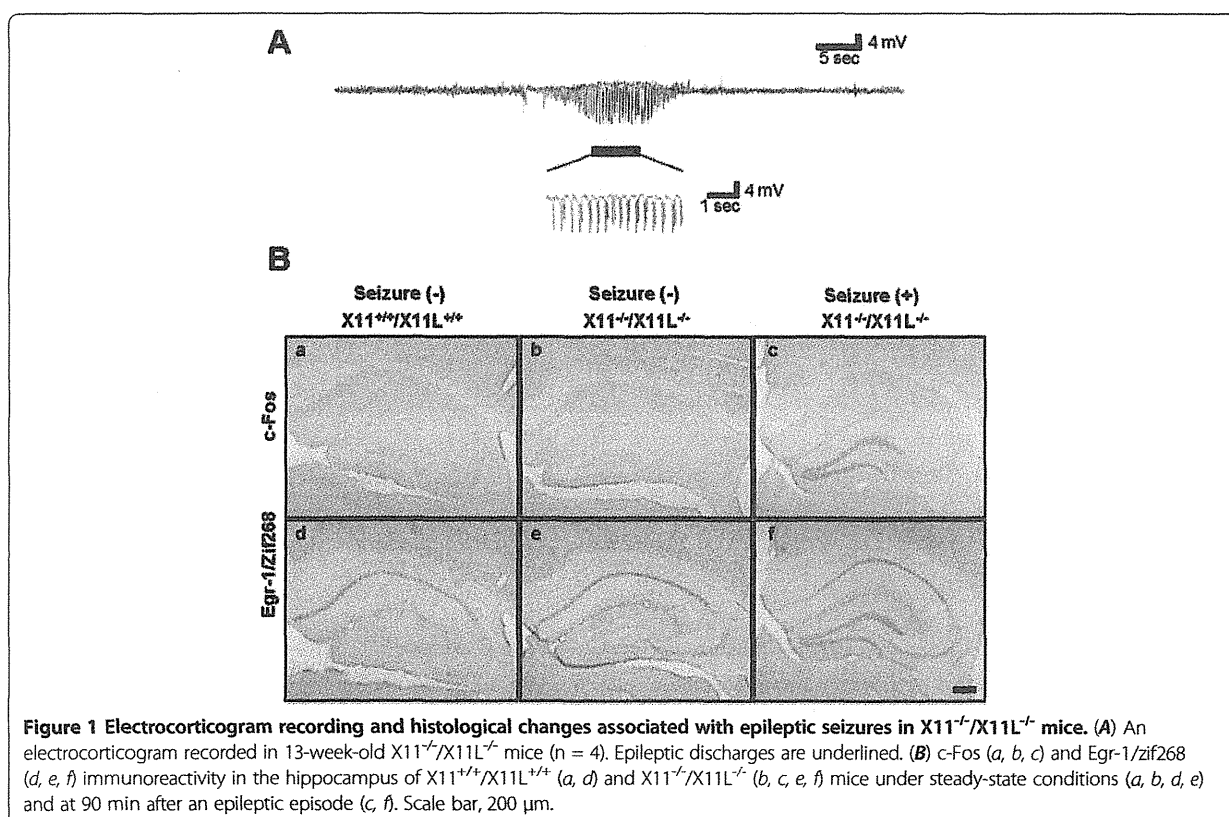 A
4 mV
5 sec
4 mV
1 sec
B
Seizure (-) Seizure (-) Seizure (+)
X11+/+/X11L+/+ X11-/-/X11L-/- X11-/-/X11L-/-
a b c
c-Fos
d e f
Egr-1/Zif268
Figure 1 Electrocorticogram recording and histological changes associated with epileptic seizures in X11-/-/X11L-/- mice. (A) An
electrocorticogram recorded in 13-week-old X11-/-/X11L-/- mice (n = 4). Epileptic discharges are underlined. (B) c-Fos (a, b, c) and Egr-1/zif268
(d, e, f) immunoreactivity in the hippocampus of X11+/+/X11L+/+ (a, d) and X11-/-/X11L-/- (b, c, e, f) mice under steady-state conditions (a, b, d, e)
and at 90 min after an epileptic episode (c, f). Scale bar, 200 μm.